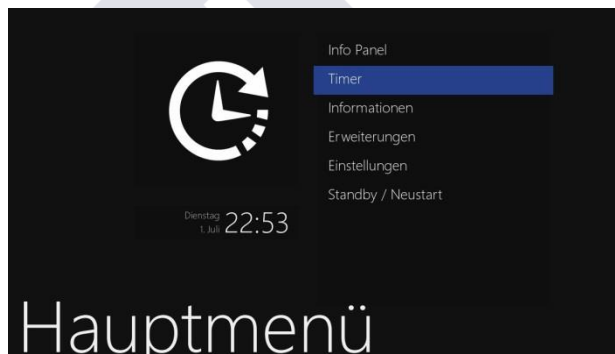 Info Panel
Timer
Informationen
Erweiterungen
Einstellungen
Standby / Neustart
Dienstag
1. Juli
22:53
Hauptmenü